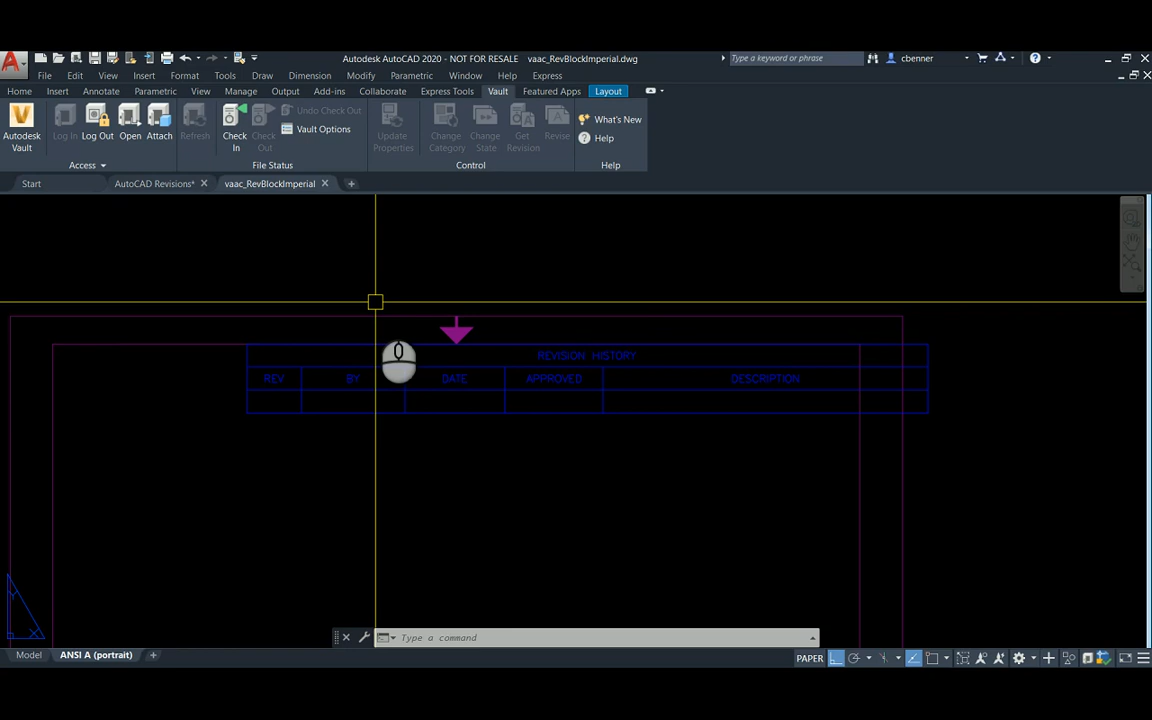 Autodesk AutoCAD 2020 - NOT FOR RESALE vaac_RevBlockImperial.dwg
Type a keyword or phrase
cbenner
File Edit View Insert Format Tools Draw Dimension Modify Parametric Window Help Express
Home Insert Annotate Parametric View Manage Output Add-ins Collaborate Express Tools Vault Featured Apps Layout
Autodesk Vault
Log In
Log Out
Open
Attach
Refresh
Check In
Check Out
Undo Check Out
Vault Options
Update Properties
Change Category
Change State
Get Revision
Revise
What's New
Help
Access
File Status
Control
Help
Start
AutoCAD Revisions*
vaac_RevBlockImperial
REVISION HISTORY
REV BY DATE APPROVED DESCRIPTION
Y
X
Type a command
Model
ANSI A (portrait)
PAPER